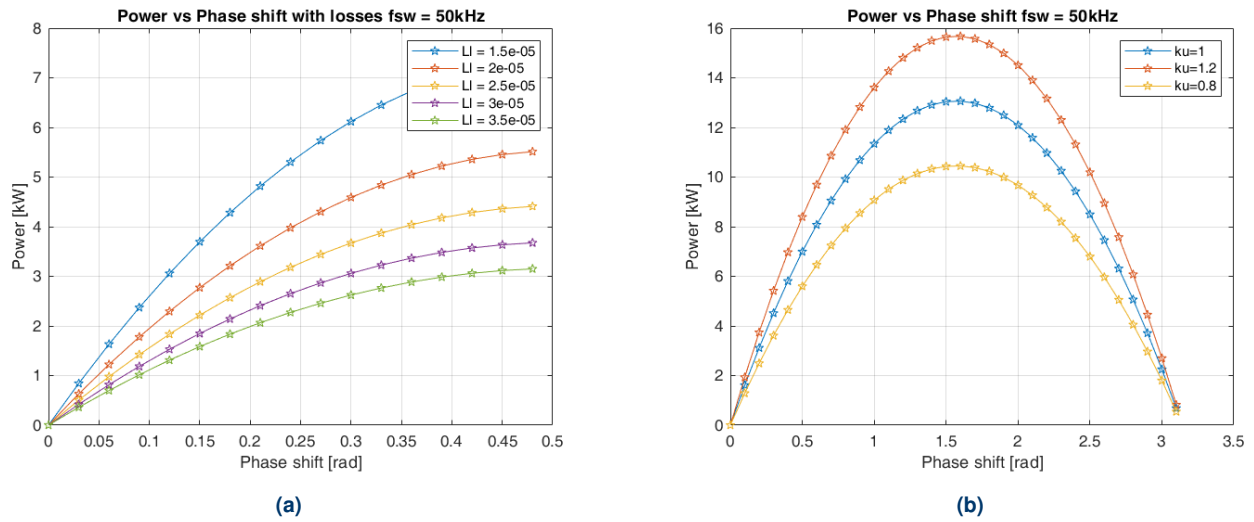 Power vs Phase shift with losses fsw = 50kHz
8
7
6
5
4
3
2
1
0
Power [kW]
Ll = 1.5e-05
Ll = 2e-05
Ll = 2.5e-05
Ll = 3e-05
Ll = 3.5e-05
0 0.05 0.1 0.15 0.2 0.25 0.3 0.35 0.4 0.45 0.5
Phase shift [rad]
(a)
Power vs Phase shift fsw = 50kHz
16
14
12
10
8
6
4
2
0
Power [kW]
ku=1
ku=1.2
ku=0.8
0 0.5 1 1.5 2 2.5 3 3.5
Phase shift [rad]
(b)